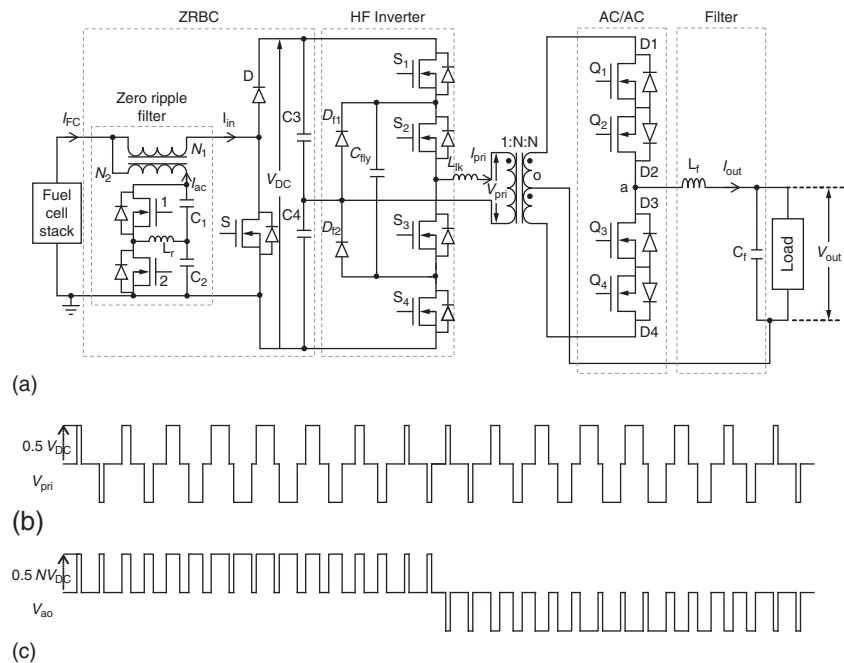 ZRBC HF Inverter AC/AC Filter
Zero ripple
filter
I_FC
I_in
N_1
N_2
I_ac
Fuel
cell
stack
1
2
C_1
L_r
C_2
D
S
V_DC
C3
C4
D_f1
D_f2
C_fly
S_1
S_2
S_3
S_4
L_lk
I_pri
V_pri
1:N:N
o
D1
Q_1
Q_2
D2
a
D3
Q_3
Q_4
D4
L_f
I_out
C_f
Load
V_out
(a)
0.5 V_DC
V_pri
(b)
0.5 NV_DC
V_ao
(c)